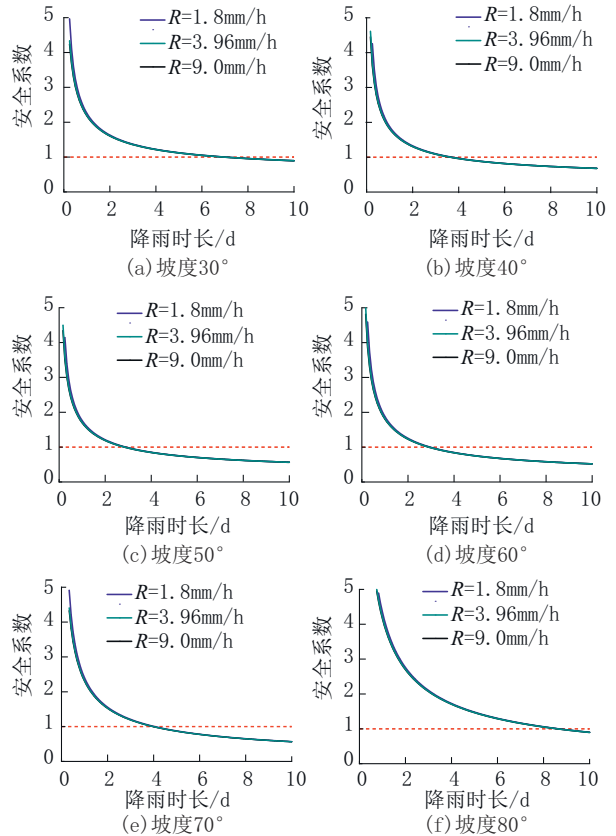 R=1.8mm/h
R=3.96mm/h
R=9.0mm/h
安全系数
5
4
3
2
1
0
0 2 4 6 8 10
降雨时长/d
(a)坡度30°
R=1.8mm/h
R=3.96mm/h
R=9.0mm/h
安全系数
5
4
3
2
1
0
0 2 4 6 8 10
降雨时长/d
(b)坡度40°
R=1.8mm/h
R=3.96mm/h
R=9.0mm/h
安全系数
5
4
3
2
1
0
0 2 4 6 8 10
降雨时长/d
(c)坡度50°
R=1.8mm/h
R=3.96mm/h
R=9.0mm/h
安全系数
5
4
3
2
1
0
0 2 4 6 8 10
降雨时长/d
(d)坡度60°
R=1.8mm/h
R=3.96mm/h
R=9.0mm/h
安全系数
5
4
3
2
1
0
0 2 4 6 8 10
降雨时长/d
(e)坡度70°
R=1.8mm/h
R=3.96mm/h
R=9.0mm/h
安全系数
5
4
3
2
1
0
0 2 4 6 8 10
降雨时长/d
(f)坡度80°